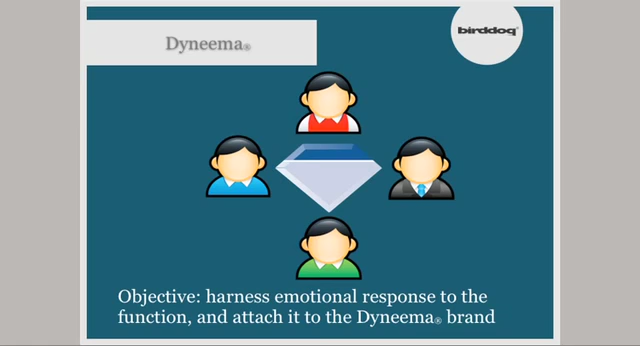 Dyneema®
birddog®
Objective: harness emotional response to the
function, and attach it to the Dyneema® brand